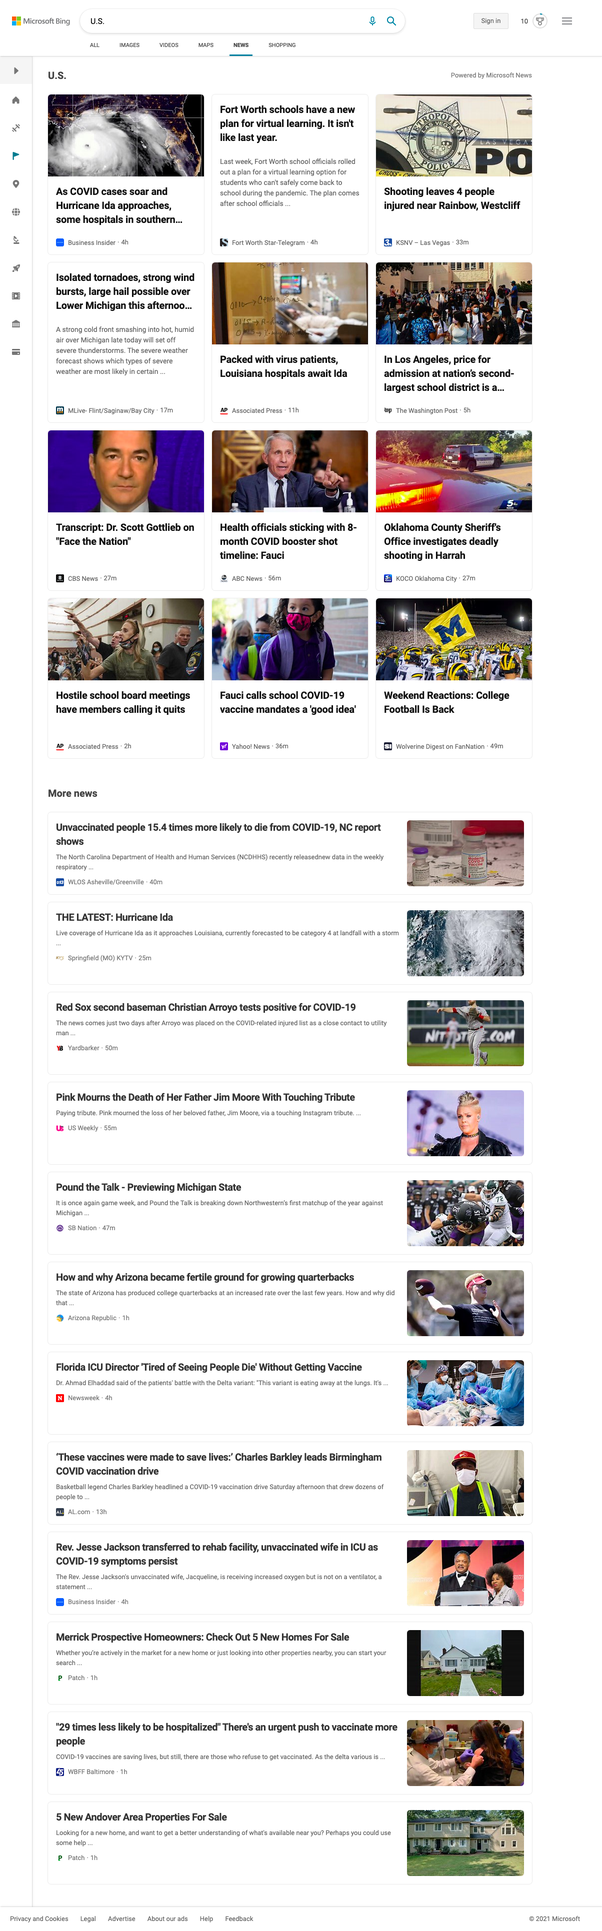 Microsoft Bing
U.S.
Sign in
10
ALL
IMAGES
VIDEOS
MAPS
NEWS
SHOPPING
U.S.
Powered by Microsoft News
As COVID cases soar and
Hurricane Ida approaches,
some hospitals in southern...
Business Insider · 4h
Fort Worth schools have a new
plan for virtual learning. It isn't
like last year.
Last week, Fort Worth school officials rolled
out a plan for a virtual learning option for
students who can't safely come back to
school during the pandemic. The plan comes
after school officials ...
Fort Worth Star-Telegram · 4h
METROPOLITAN
POLICE
PO
Shooting leaves 4 people
injured near Rainbow, Westcliff
KSNV – Las Vegas · 33m
Isolated tornadoes, strong wind
bursts, large hail possible over
Lower Michigan this afternoo...
A strong cold front smashing into hot, humid
air over Michigan late today will set off
severe thunderstorms. The severe weather
forecast shows which types of severe
weather are most likely in certain ...
MLive- Flint/Saginaw/Bay City · 17m
Packed with virus patients,
Louisiana hospitals await Ida
AP
Associated Press · 11h
In Los Angeles, price for
admission at nation's second-
largest school district is a...
wp
The Washington Post · 5h
Transcript: Dr. Scott Gottlieb on
"Face the Nation"
CBS News · 27m
Health officials sticking with 8-
month COVID booster shot
timeline: Fauci
ABC News · 56m
5
Oklahoma County Sheriff's
Office investigates deadly
shooting in Harrah
KOCO Oklahoma City · 27m
Hostile school board meetings
have members calling it quits
AP
Associated Press · 2h
Fauci calls school COVID-19
vaccine mandates a 'good idea'
Yahoo! News · 36m
M
Weekend Reactions: College
Football Is Back
SI
Wolverine Digest on FanNation · 49m
More news
Unvaccinated people 15.4 times more likely to die from COVID-19, NC report
shows
The North Carolina Department of Health and Human Services (NCDHHS) recently releasednew data in the weekly
respiratory ...
WLOS Asheville/Greenville · 40m
THE LATEST: Hurricane Ida
Live coverage of Hurricane Ida as it approaches Louisiana, currently forecasted to be category 4 at landfall with a storm
...
Springfield (MO) KYTV · 25m
Red Sox second baseman Christian Arroyo tests positive for COVID-19
The news comes just two days after Arroyo was placed on the COVID-related injured list as a close contact to utility
man ...
Yardbarker · 50m
Pink Mourns the Death of Her Father Jim Moore With Touching Tribute
Paying tribute. Pink mourned the loss of her beloved father, Jim Moore, via a touching Instagram tribute. ...
US Weekly · 55m
Pound the Talk - Previewing Michigan State
It is once again game week, and Pound the Talk is breaking down Northwestern's first matchup of the year against
Michigan ...
SB Nation · 47m
72
How and why Arizona became fertile ground for growing quarterbacks
The state of Arizona has produced college quarterbacks at an increased rate over the last few years. How and why did
that ...
Arizona Republic · 1h
Florida ICU Director 'Tired of Seeing People Die' Without Getting Vaccine
Dr. Ahmad Elhaddad said of the patients' battle with the Delta variant: "This variant is eating away at the lungs. It's ...
N
Newsweek · 4h
'These vaccines were made to save lives:' Charles Barkley leads Birmingham
COVID vaccination drive
Basketball legend Charles Barkley headlined a COVID-19 vaccination drive Saturday afternoon that drew dozens of
people to ...
AL.com · 13h
Rev. Jesse Jackson transferred to rehab facility, unvaccinated wife in ICU as
COVID-19 symptoms persist
The Rev. Jesse Jackson's unvaccinated wife, Jacqueline, is receiving increased oxygen but is not on a ventilator, a
statement ...
Business Insider · 4h
Merrick Prospective Homeowners: Check Out 5 New Homes For Sale
Whether you're actively in the market for a new home or just looking into other properties nearby, you can start your
search ...
P
Patch · 1h
"29 times less likely to be hospitalized" There's an urgent push to vaccinate more
people
COVID-19 vaccines are saving lives, but still, there are those who refuse to get vaccinated. As the delta various is ...
WBFF Baltimore · 1h
5 New Andover Area Properties For Sale
Looking for a new home, and want to get a better understanding of what's available near you? Perhaps you could use
some help ...
P
Patch · 1h
Privacy and Cookies
Legal
Advertise
About our ads
Help
Feedback
© 2021 Microsoft